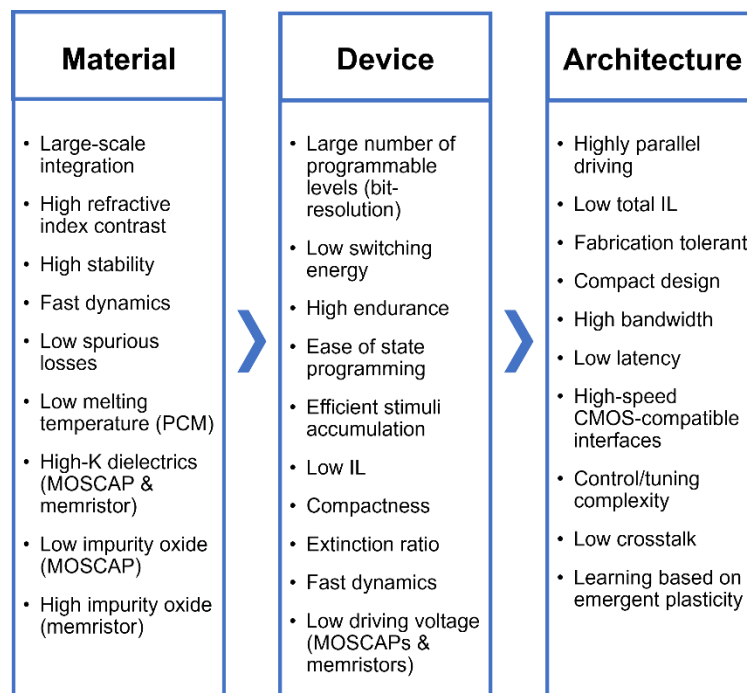 Material
• Large-scale
integration
• High refractive
index contrast
• High stability
• Fast dynamics
• Low spurious
losses
• Low melting
temperature (PCM)
• High-K dielectrics
(MOSCAP &
memristor)
• Low impurity oxide
(MOSCAP)
• High impurity oxide
(memristor)
Device
• Large number of
programmable
levels (bit-
resolution)
• Low switching
energy
• High endurance
• Ease of state
programming
• Efficient stimuli
accumulation
• Low IL
• Compactness
• Extinction ratio
• Fast dynamics
• Low driving voltage
(MOSCAPs &
memristors)
Architecture
• Highly parallel
driving
• Low total IL
• Fabrication tolerant
• Compact design
• High bandwidth
• Low latency
• High-speed
CMOS-compatible
interfaces
• Control/tuning
complexity
• Low crosstalk
• Learning based on
emergent plasticity